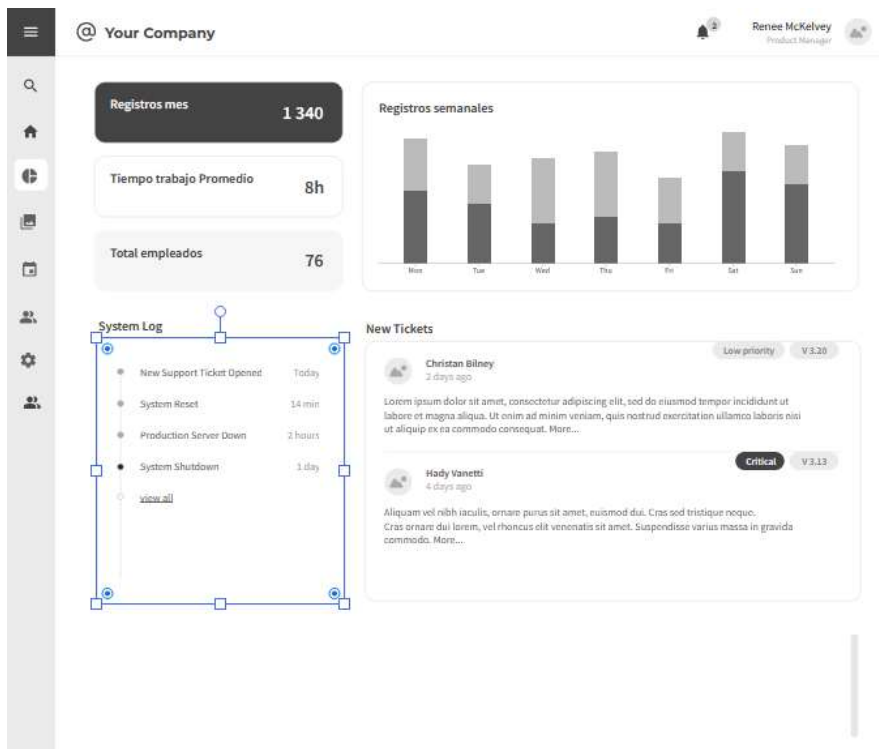 @ Your Company
2
Renee McKelvey
Product Manager
Registros mes
1 340
Tiempo trabajo Promedio
8h
Total empleados
76
Registros semanales
Mon Tue Wed Thu Fri Sat Sun
System Log
New Support Ticket Opened Today
System Reset 14 min
Production Server Down 2 hours
System Shutdown 1 day
view all
New Tickets
Low priority V 3.20
Christan Bilney
2 days ago
Lorem ipsum dolor sit amet, consectetur adipiscing elit, sed do eiusmod tempor incididunt ut
labore et magna aliqua. Ut enim ad minim veniam, quis nostrud exercitation ullamco laboris nisi
ut aliquip ex ea commodo consequat. More...
Critical V 3.13
Hady Vanetti
4 days ago
Aliquam vel nibh iaculis, ornare purus sit amet, euismod dui. Cras sed tristique neque.
Cras ornare dui lorem, vel rhoncus elit venenatis sit amet. Suspendisse varius massa in gravida
commodo. More...